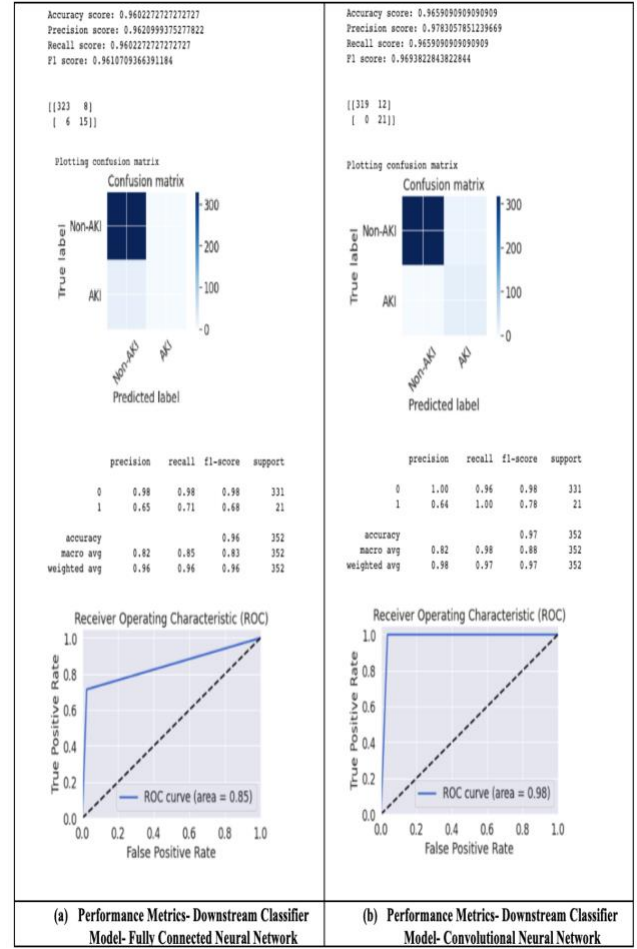 Accuracy score: 0.9602272727272727
Precision score: 0.9620999375277822
Recall score: 0.9602272727272727
F1 score: 0.9610709366391184
[[323 8]
[ 6 15]]
Plotting confusion matrix
Confusion matrix
True label
Non-AKI
AKI
300
200
100
0
Non-AKI
AKI
Predicted label
precision recall f1-score support
0 0.98 0.98 0.98 331
1 0.65 0.71 0.68 21
accuracy 0.96 352
macro avg 0.82 0.85 0.83 352
weighted avg 0.96 0.96 0.96 352
Receiver Operating Characteristic (ROC)
True Positive Rate
1.0
0.8
0.6
0.4
0.2
0.0
ROC curve (area = 0.85)
0.0 0.2 0.4 0.6 0.8 1.0
False Positive Rate
(a) Performance Metrics- Downstream Classifier
Model- Fully Connected Neural Network
Accuracy score: 0.9659090909090909
Precision score: 0.9783057851239669
Recall score: 0.9659090909090909
F1 score: 0.9693822843822844
[[319 12]
[ 0 21]]
Plotting confusion matrix
Confusion matrix
True label
Non-AKI
AKI
300
200
100
0
Non-AKI
AKI
Predicted label
precision recall f1-score support
0 1.00 0.96 0.98 331
1 0.64 1.00 0.78 21
accuracy 0.97 352
macro avg 0.82 0.98 0.88 352
weighted avg 0.98 0.97 0.97 352
Receiver Operating Characteristic (ROC)
True Positive Rate
1.0
0.8
0.6
0.4
0.2
0.0
ROC curve (area = 0.98)
0.0 0.2 0.4 0.6 0.8 1.0
False Positive Rate
(b) Performance Metrics- Downstream Classifier
Model- Convolutional Neural Network